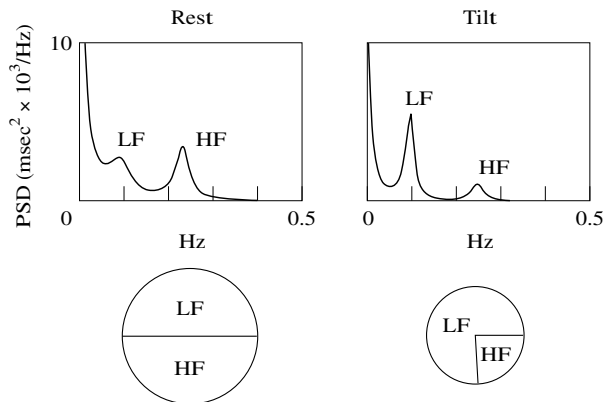 Rest
10
PSD (msec² × 10³/Hz)
LF
HF
0
0.5
Hz
LF
HF
Tilt
LF
HF
0
0.5
Hz
LF
HF